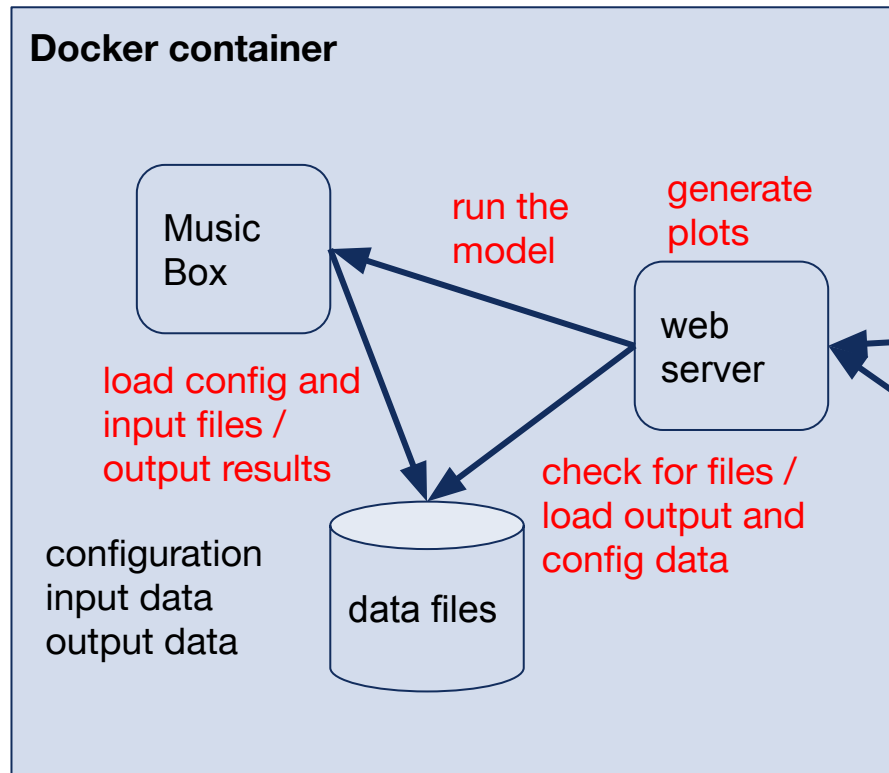 Docker container
Music
Box
run the
model
generate
plots
web
server
load config and
input files /
output results
check for files /
load output and
config data
configuration
input data
output data
data files